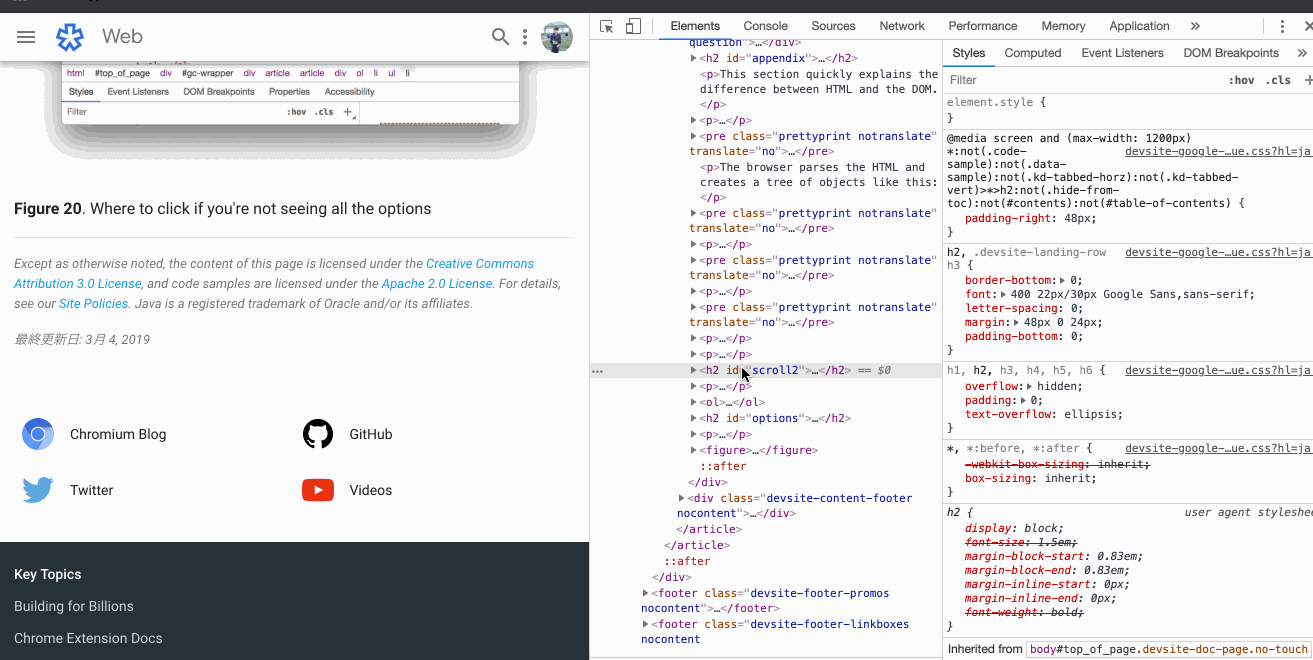 Web
html #top_of_page div #gc-wrapper div article article div ol li ul li
Styles Event Listeners DOM Breakpoints Properties Accessibility
Filter :hov .cls +
Figure 20. Where to click if you're not seeing all the options
Except as otherwise noted, the content of this page is licensed under the Creative Commons
Attribution 3.0 License, and code samples are licensed under the Apache 2.0 License. For details,
see our Site Policies. Java is a registered trademark of Oracle and/or its affiliates.
最終更新日: 3月 4, 2019
Chromium Blog
GitHub
Twitter
Videos
Key Topics
Building for Billions
Chrome Extension Docs
Elements Console Sources Network Performance Memory Application »
question">…</div>
<h2 id="appendix">…</h2>
<p>This section quickly explains the
difference between HTML and the DOM.
</p>
<p>…</p>
<pre class="prettyprint notranslate"
translate="no">…</pre>
<p>The browser parses the HTML and
creates a tree of objects like this:
</p>
<pre class="prettyprint notranslate"
translate="no">…</pre>
<p>…</p>
<pre class="prettyprint notranslate"
translate="no">…</pre>
<p>…</p>
<pre class="prettyprint notranslate"
translate="no">…</pre>
<p>…</p>
<p>…</p>
<h2 id="scroll2">…</h2> == $0
<p>…</p>
<ol>…</ol>
<h2 id="options">…</h2>
<p>…</p>
<figure>…</figure>
::after
</div>
<div class="devsite-content-footer
nocontent">…</div>
</article>
</article>
::after
</div>
<footer class="devsite-footer-promos
nocontent">…</footer>
<footer class="devsite-footer-linkboxes
nocontent
Styles Computed Event Listeners DOM Breakpoints »
Filter :hov .cls +
element.style {
}
@media screen and (max-width: 1200px)
*:not(.code- devsite-google-…ue.css?hl=ja
sample):not(.data-
sample):not(.kd-tabbed-horz):not(.kd-tabbed-
vert)>*>h2:not(.hide-from-
toc):not(#contents):not(#table-of-contents) {
padding-right: 48px;
}
h2, .devsite-landing-row devsite-google-…ue.css?hl=ja
h3 {
border-bottom: 0;
font: 400 22px/30px Google Sans,sans-serif;
letter-spacing: 0;
margin: 48px 0 24px;
padding-bottom: 0;
}
h1, h2, h3, h4, h5, h6 { devsite-google-…ue.css?hl=ja
overflow: hidden;
padding: 0;
text-overflow: ellipsis;
}
*, *:before, *:after { devsite-google-…ue.css?hl=ja
-webkit-box-sizing: inherit;
box-sizing: inherit;
}
h2 { user agent styleshee
display: block;
font-size: 1.5em;
margin-block-start: 0.83em;
margin-block-end: 0.83em;
margin-inline-start: 0px;
margin-inline-end: 0px;
font-weight: bold;
}
Inherited from body#top_of_page.devsite-doc-page.no-touch